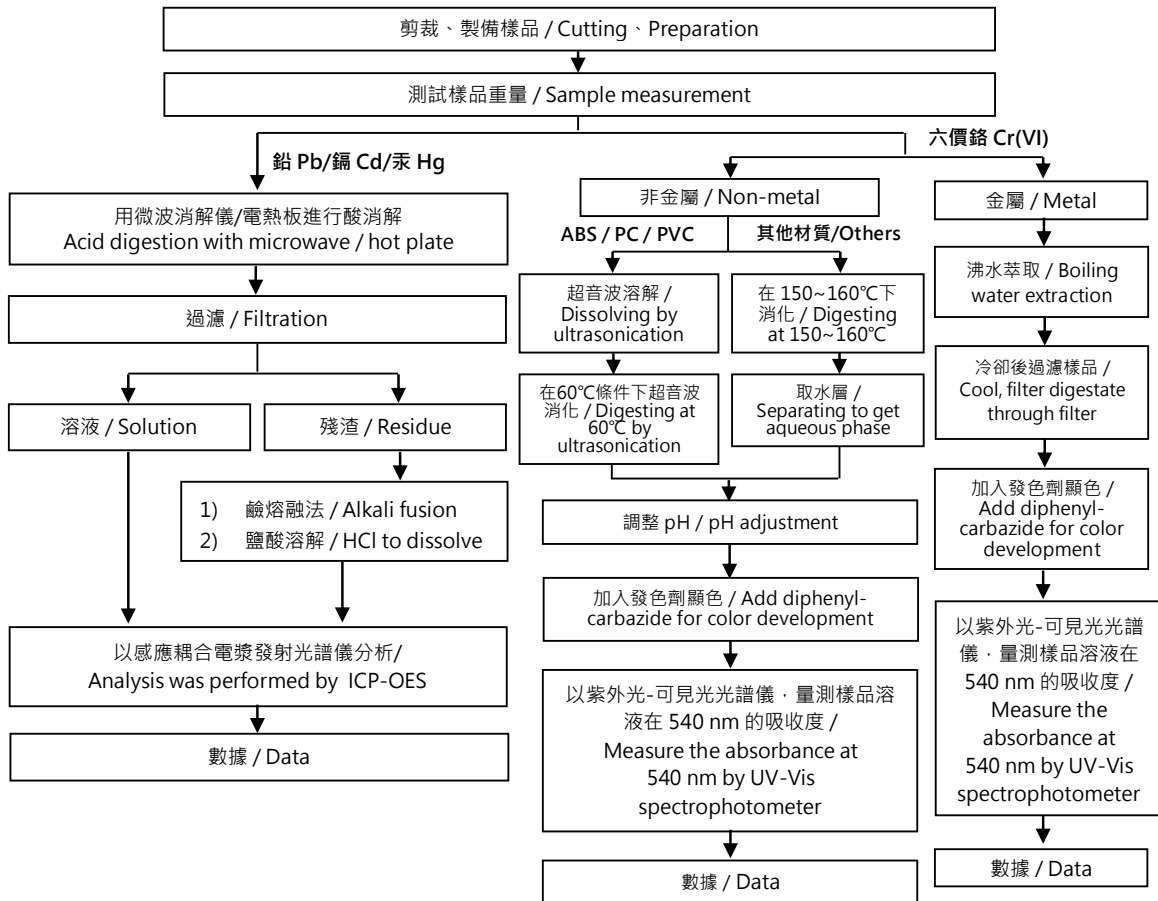 剪裁、製備樣品 / Cutting、Preparation
測試樣品重量 / Sample measurement
鉛 Pb/鎘 Cd/汞 Hg
用微波消解儀/電熱板進行酸消解
Acid digestion with microwave / hot plate
過濾 / Filtration
溶液 / Solution
殘渣 / Residue
1) 鹼熔融法 / Alkali fusion
2) 鹽酸溶解 / HCl to dissolve
以感應耦合電漿發射光譜儀分析/
Analysis was performed by ICP-OES
數據 / Data
六價鉻 Cr(VI)
非金屬 / Non-metal
ABS / PC / PVC
超音波溶解 /
Dissolving by
ultrasonication
在60℃條件下超音波
消化 / Digesting at
60℃ by
ultrasonication
其他材質/Others
在 150~160℃下
消化 / Digesting
at 150~160℃
取水層 /
Separating to get
aqueous phase
調整 pH / pH adjustment
加入發色劑顯色 / Add diphenyl-
carbazide for color development
以紫外光-可見光光譜儀，量測樣品溶
液在 540 nm 的吸收度 /
Measure the absorbance at
540 nm by UV-Vis
spectrophotometer
數據 / Data
金屬 / Metal
沸水萃取 / Boiling
water extraction
冷卻後過濾樣品 /
Cool, filter digestate
through filter
加入發色劑顯色 /
Add diphenyl-
carbazide for color
development
以紫外光-可見光光譜
儀，量測樣品溶液在
540 nm 的吸收度 /
Measure the
absorbance at
540 nm by UV-Vis
spectrophotometer
數據 / Data